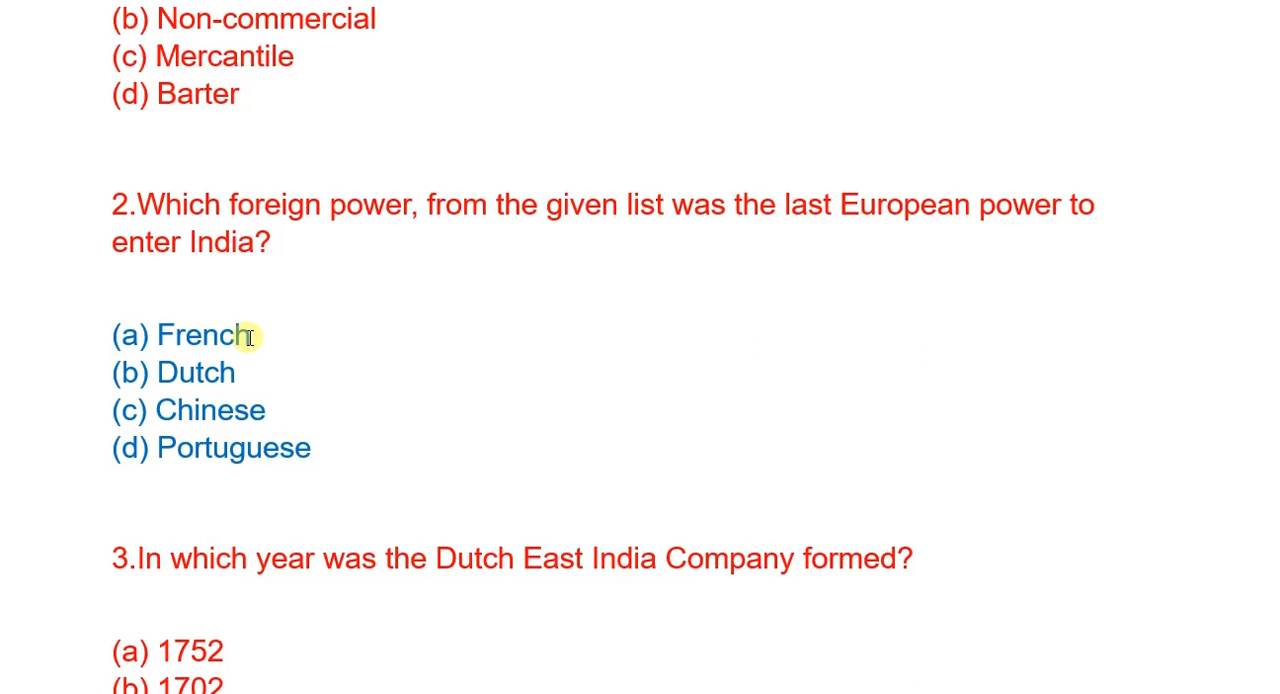 (b) Non-commercial
(c) Mercantile
(d) Barter
2.Which foreign power, from the given list was the last European power to
enter India?
(a) French
(b) Dutch
(c) Chinese
(d) Portuguese
3.In which year was the Dutch East India Company formed?
(a) 1752
(b) 1702